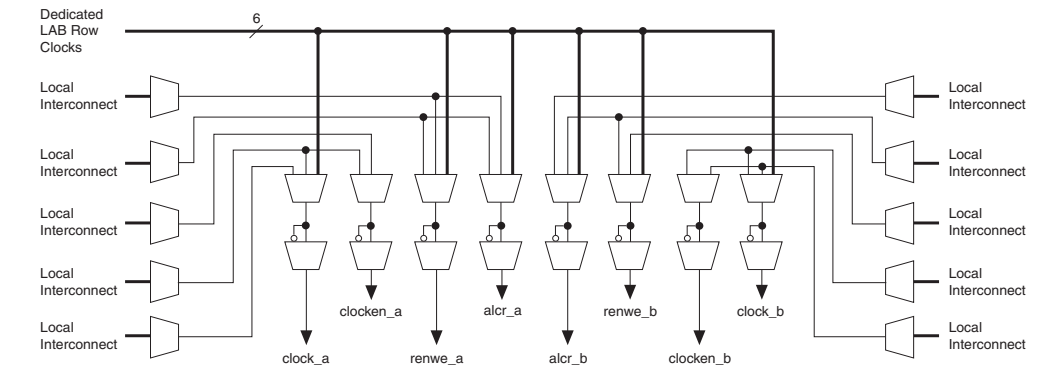 Dedicated
LAB Row
Clocks
6
Local
Interconnect
Local
Interconnect
Local
Interconnect
Local
Interconnect
Local
Interconnect
Local
Interconnect
Local
Interconnect
Local
Interconnect
Local
Interconnect
Local
Interconnect
clocken_a
alcr_a
renwe_b
clock_b
clock_a
renwe_a
alcr_b
clocken_b